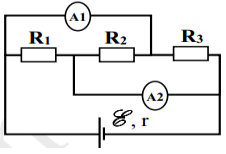 A1
R₁ R₂ R₃
A2
ℰ, r